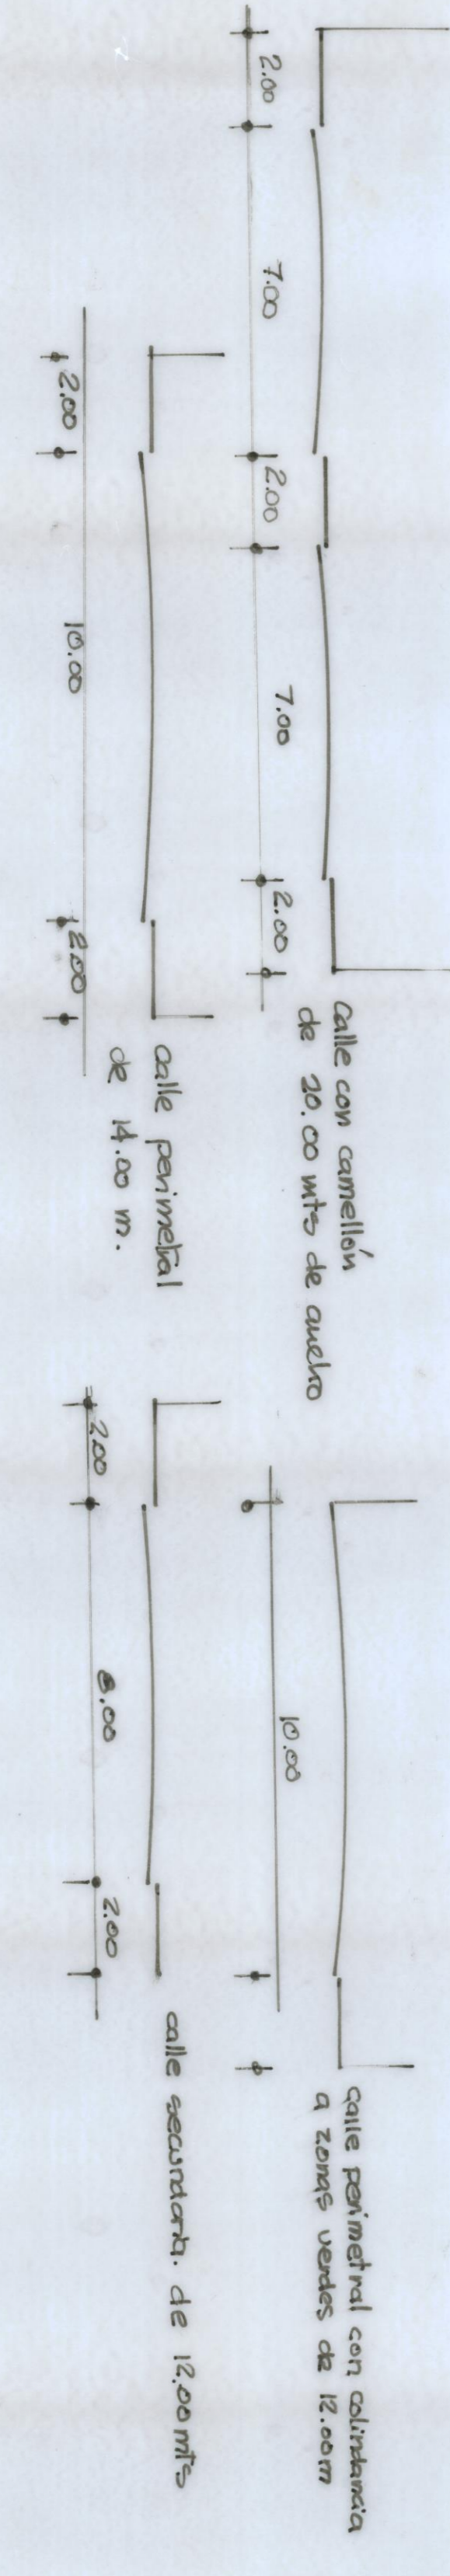 2.00
7.00
2.00
7.00
2.00
Calle con camellón
de 20.00 mts de ancho
10.00
calle perimetral con colindancia
a zonas verdes de 12.00m
2.00
10.00
2.00
calle perimetral
de 14.00 m.
2.00
8.00
2.00
calle secundaria. de 12.00 mts